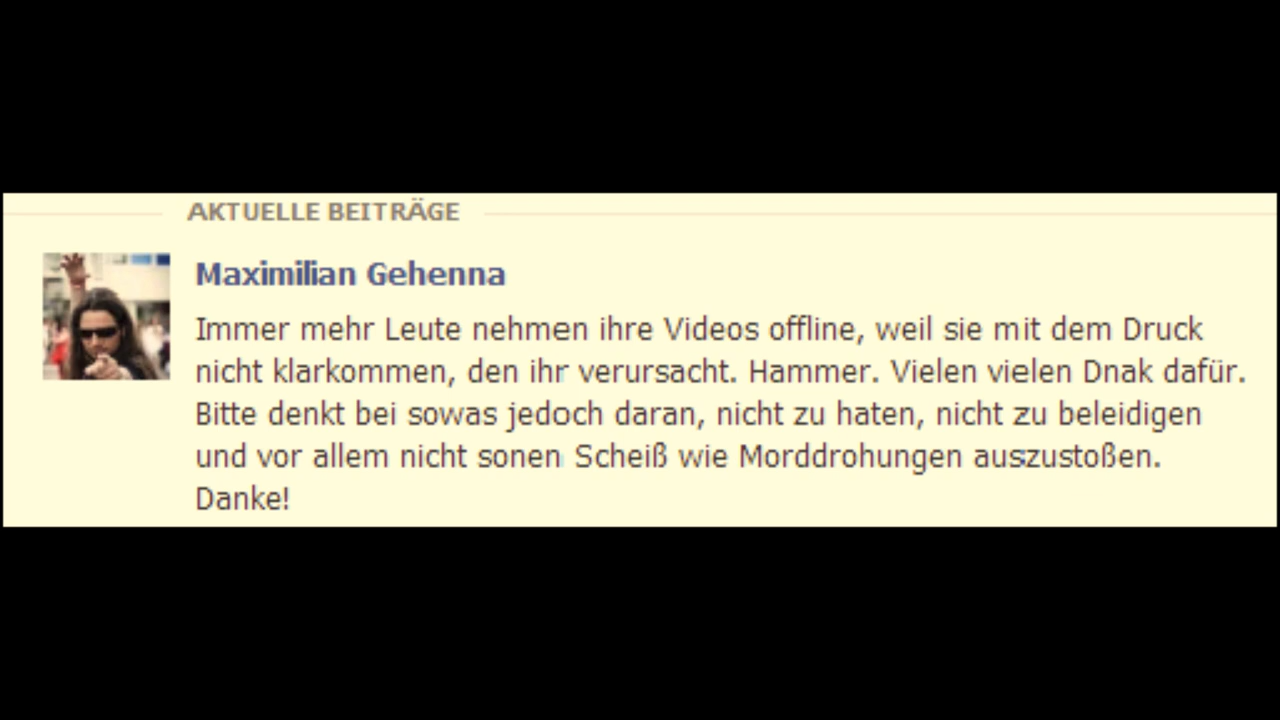 AKTUELLE BEITRÄGE
Maximilian Gehenna
Immer mehr Leute nehmen ihre Videos offline, weil sie mit dem Druck
nicht klarkommen, den ihr verursacht. Hammer. Vielen vielen Dnak dafür.
Bitte denkt bei sowas jedoch daran, nicht zu haten, nicht zu beleidigen
und vor allem nicht sonen Scheiß wie Morddrohungen auszustoßen.
Danke!